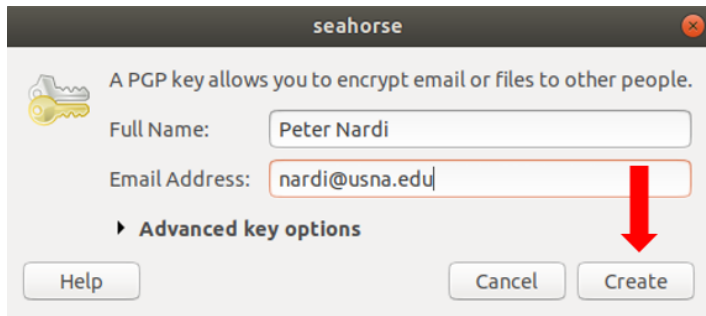 seahorse
A PGP key allows you to encrypt email or files to other people.
Full Name: Peter Nardi
Email Address: nardi@usna.edu
Advanced key options
Help Cancel Create